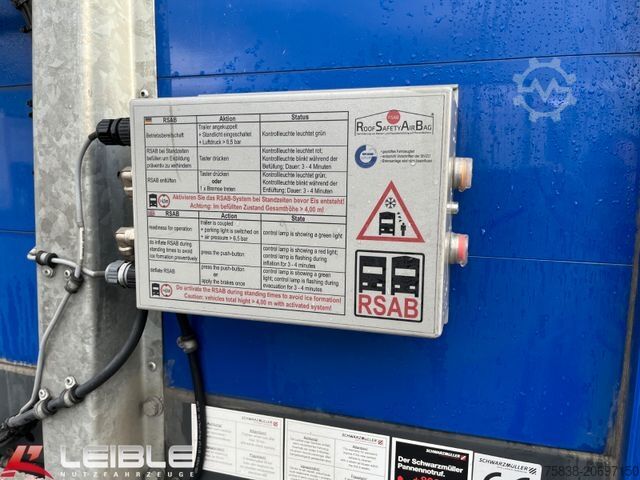 RSAB Aktion Status
Betriebsbereitschaft
Trailer angekuppelt
+ Standlicht eingeschaltet
+ Luftdruck > 6,5 bar
Kontrollleuchte leuchtet grün
RSAB bei Standzeiten
befüllen um Eisbildung
präventiv zu verhindern
Taster drücken
Kontrollleuchte leuchtet rot;
Kontrollleuchte blinkt während der
Befüllung; Dauer: 3 - 4 Minuten
RSAB entlüften
Taster drücken
oder
1 x Bremse treten
Kontrollleuchte leuchtet grün;
Kontrollleuchte blinkt während der
Entlüftung; Dauer: 3 - 4 Minuten
Aktivieren Sie das RSAB-System bei Standzeiten bevor Eis entsteht!
Achtung: im befüllten Zustand Gesamthöhe > 4,00 m!
RSAB Action State
readiness for operation
trailer is coupled
+ parking light is switched on
+ air pressure > 6,5 bar
control lamp is showing a green light
do inflate RSAB during
standing times to avoid
ice formation preventively
press the push-button
control lamp is showing a red light;
control lamp is flashing during
inflation for 3 - 4 minutes
deflate RSAB
press the push-button
or
apply the brakes once
control lamp is showing a green
light; control lamp is flashing during
evacuation for 3 - 4 minutes
Do activate the RSAB during standing times to avoid ice formation!
Caution: vehicles total hight > 4,00 m with activated system!
RSAB
ROOFSAFETYAIRBAG
RSAB
LEIBLE
NUTZFAHRZEUGE
SCHWARZMÜLLER
SCHWARZMÜLLER
SCHWARZMÜLLER
Der Schwarzmüller
Pannennotruf.
SCHWARZMÜLLER
CE
75838-20697150